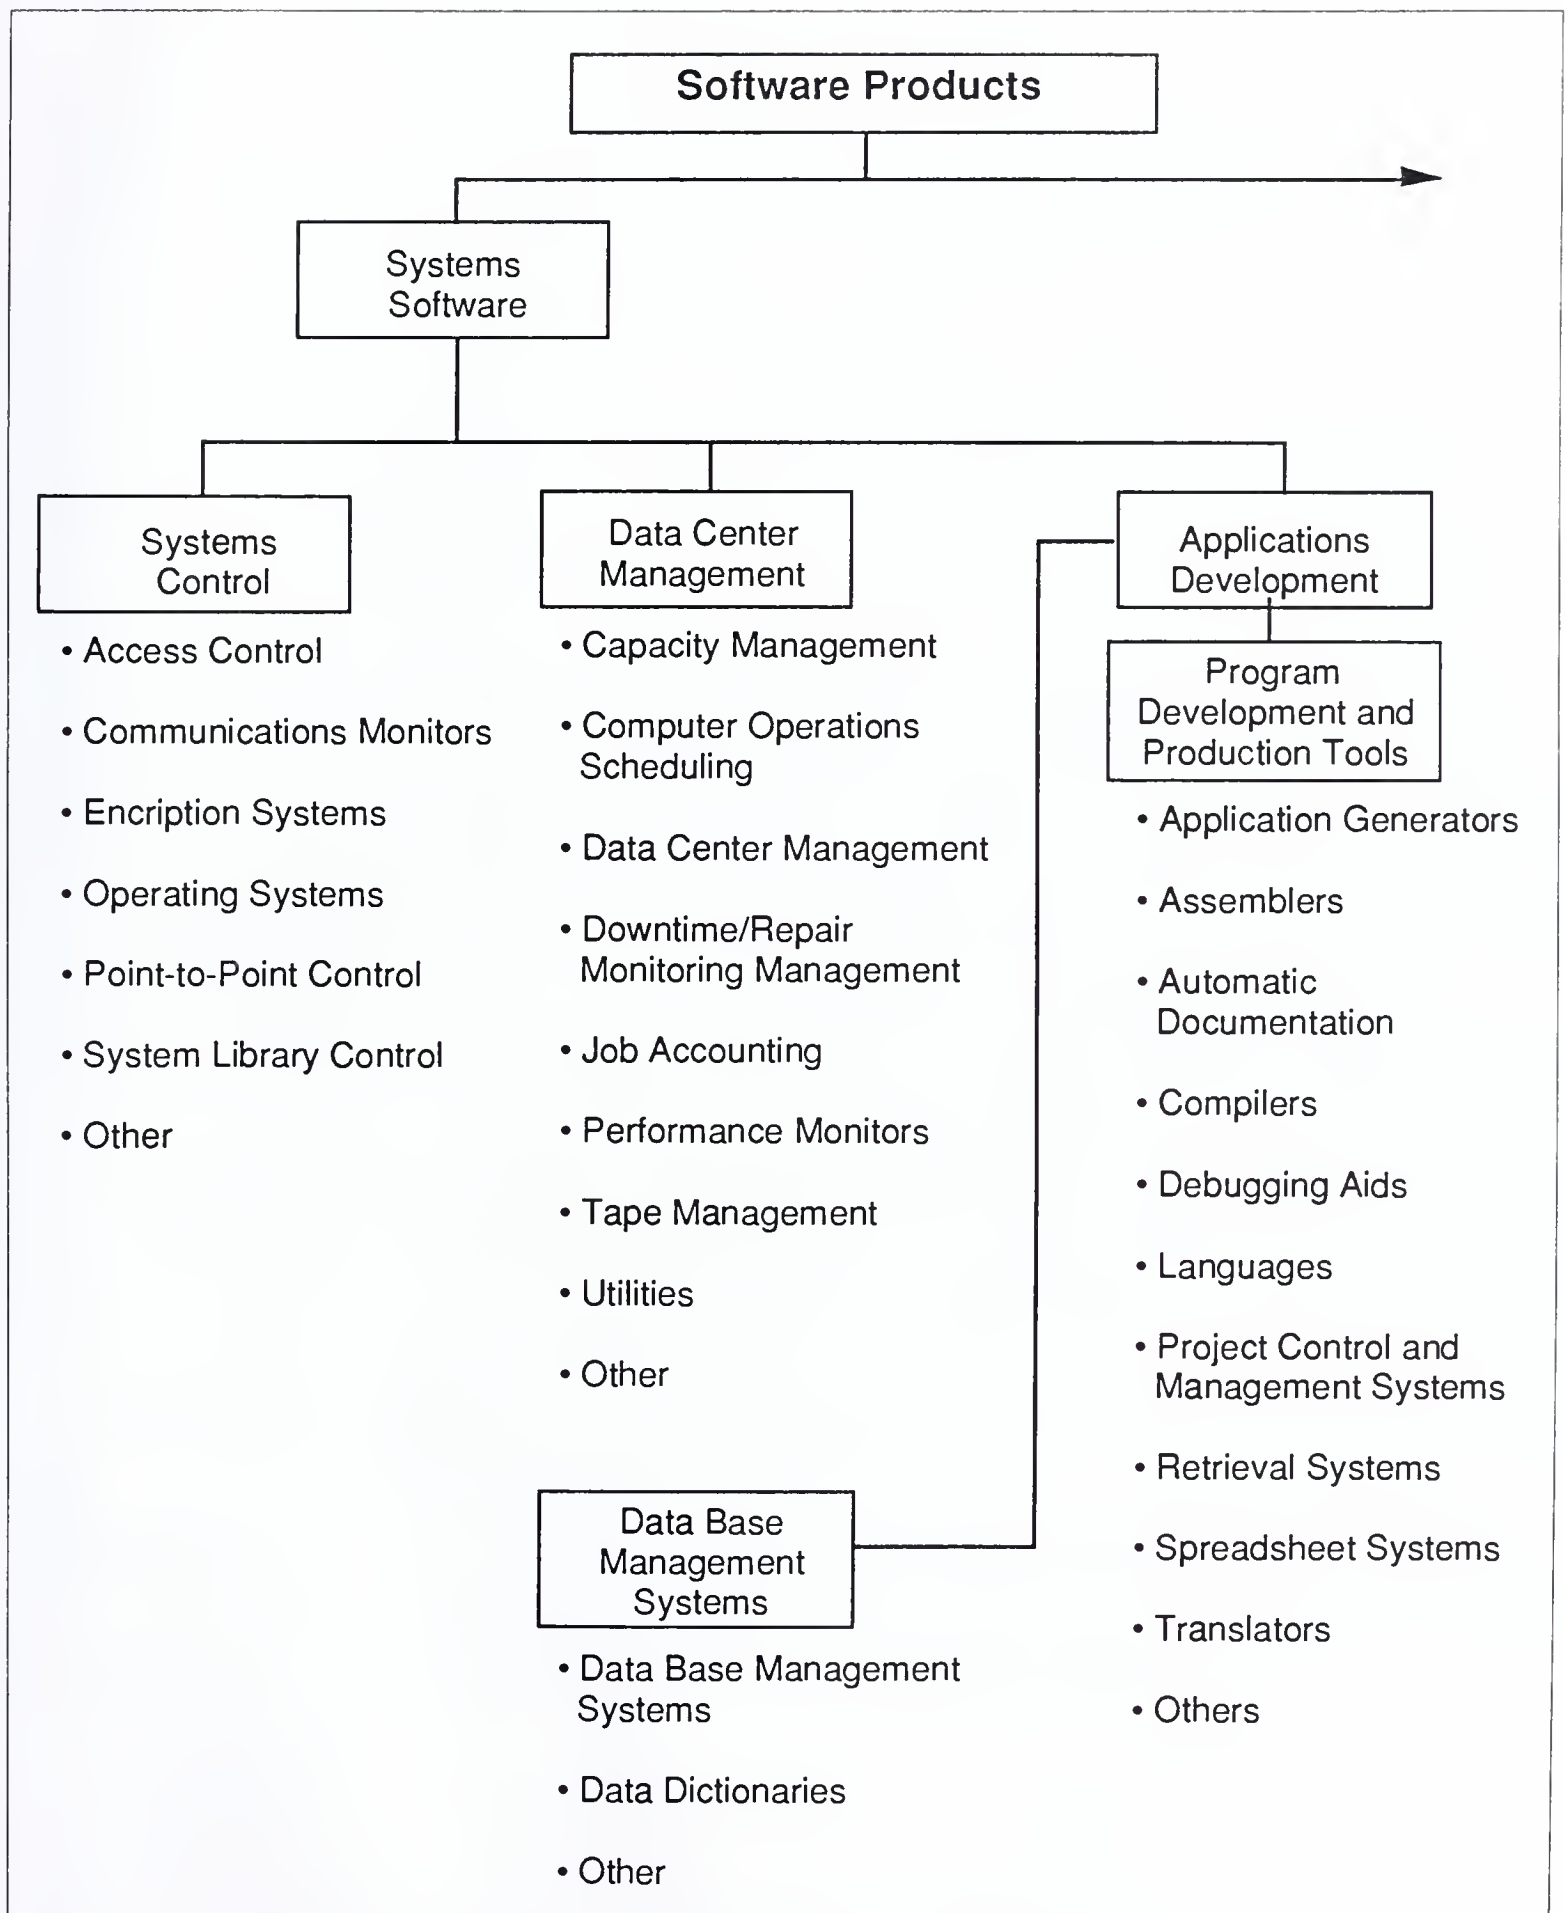 Software Products
Systems
Software
Systems
Control
• Access Control
• Communications Monitors
• Encription Systems
• Operating Systems
• Point-to-Point Control
• System Library Control
• Other
Data Center
Management
• Capacity Management
• Computer Operations
Scheduling
• Data Center Management
• Downtime/Repair
Monitoring Management
• Job Accounting
• Performance Monitors
• Tape Management
• Utilities
• Other
Data Base
Management
Systems
• Data Base Management
Systems
• Data Dictionaries
• Other
Applications
Development
Program
Development and
Production Tools
• Application Generators
• Assemblers
• Automatic
Documentation
• Compilers
• Debugging Aids
• Languages
• Project Control and
Management Systems
• Retrieval Systems
• Spreadsheet Systems
• Translators
• Others